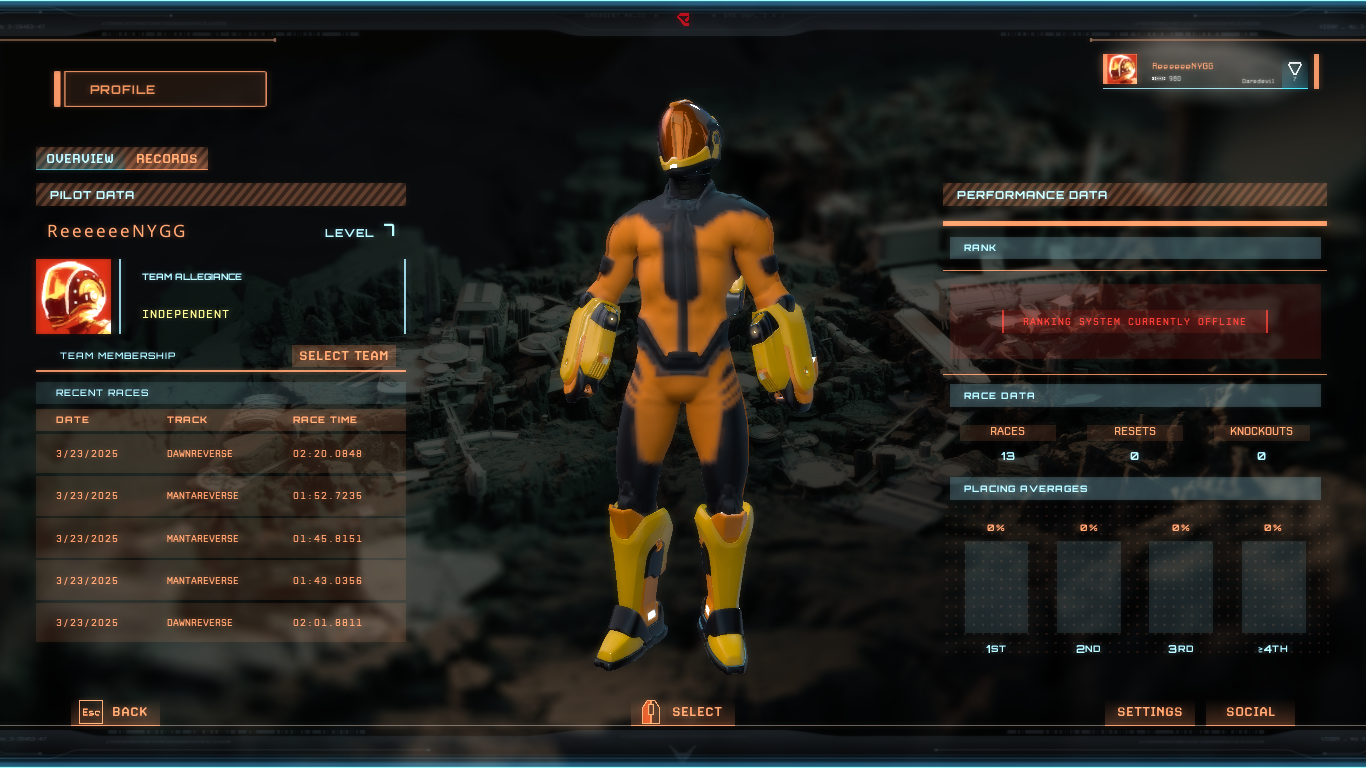 PROFILE
ReeeeeeNYGG
980
Daredevil
7
OVERVIEW RECORDS
PILOT DATA
ReeeeeeNYGG LEVEL 7
TEAM ALLEGIANCE
INDEPENDENT
TEAM MEMBERSHIP SELECT TEAM
RECENT RACES
DATE TRACK RACE TIME
3/23/2025 DAWNREVERSE 02:20.0848
3/23/2025 MANTAREVERSE 01:52.7235
3/23/2025 MANTAREVERSE 01:45.8151
3/23/2025 MANTAREVERSE 01:43.0356
3/23/2025 DAWNREVERSE 02:01.8811
PERFORMANCE DATA
RANK
RANKING SYSTEM CURRENTLY OFFLINE
RACE DATA
RACES RESETS KNOCKOUTS
13 0 0
PLACING AVERAGES
0% 0% 0% 0%
1ST 2ND 3RD ≥4TH
Esc BACK SELECT SETTINGS SOCIAL